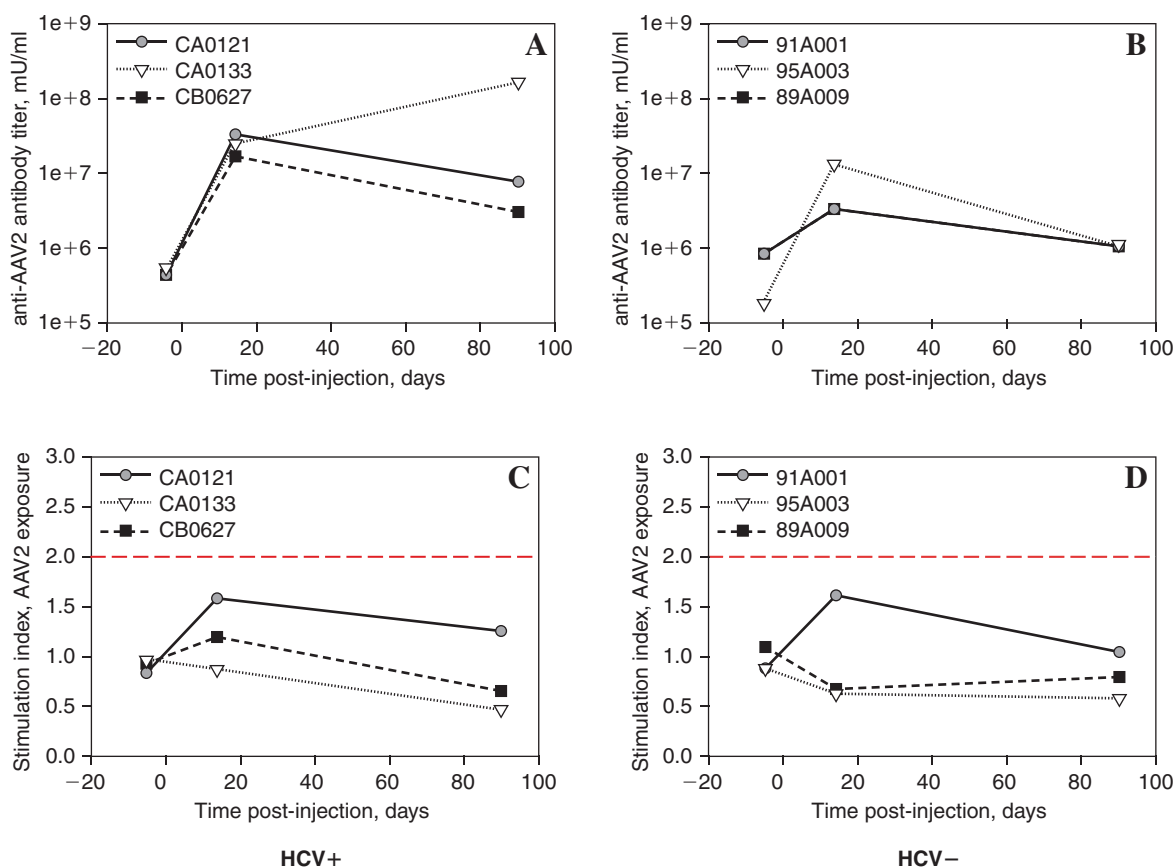 A
anti-AAV2 antibody titer, mU/ml
1e+9
1e+8
1e+7
1e+6
1e+5
CA0121
CA0133
CB0627
−20 0 20 40 60 80 100
Time post-injection, days
B
anti-AAV2 antibody titer, mU/ml
1e+9
1e+8
1e+7
1e+6
1e+5
91A001
95A003
89A009
−20 0 20 40 60 80 100
Time post-injection, days
C
Stimulation index, AAV2 exposure
3.0
2.5
2.0
1.5
1.0
0.5
0.0
CA0121
CA0133
CB0627
−20 0 20 40 60 80 100
Time post-injection, days
HCV+
D
Stimulation index, AAV2 exposure
3.0
2.5
2.0
1.5
1.0
0.5
0.0
91A001
95A003
89A009
−20 0 20 40 60 80 100
Time post-injection, days
HCV−